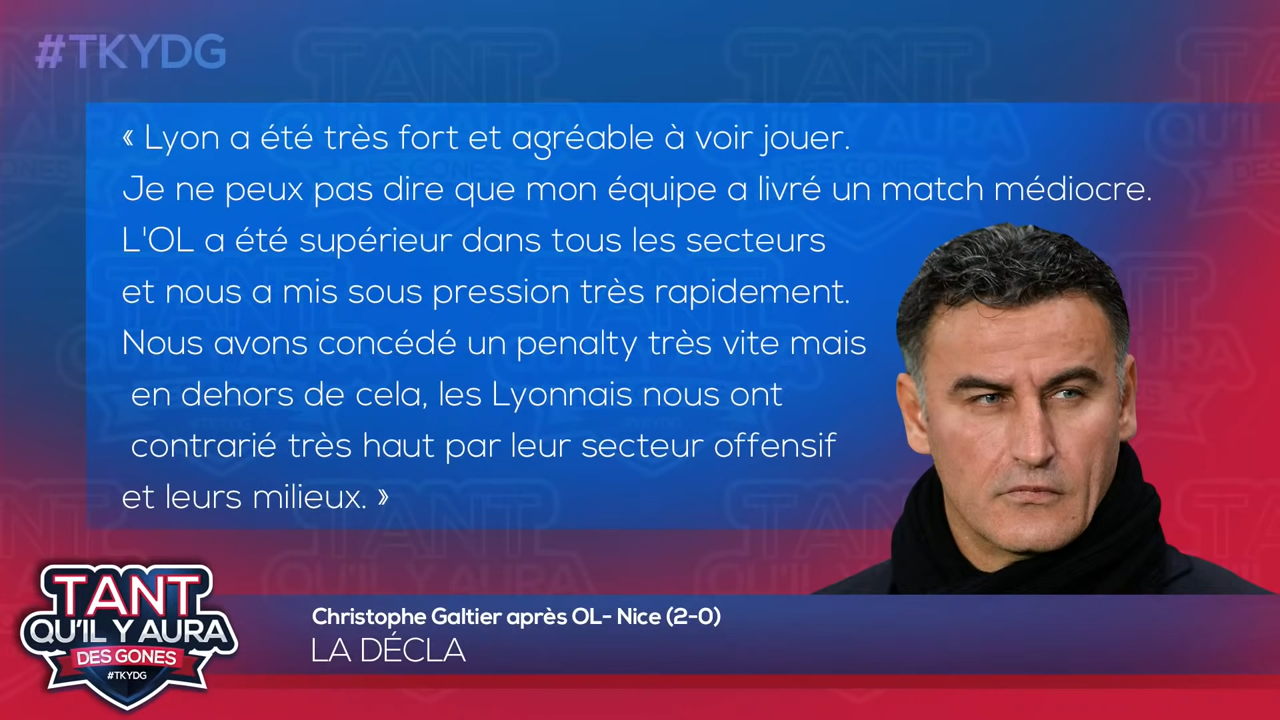 #TKYDG
« Lyon a été très fort et agréable à voir jouer.
Je ne peux pas dire que mon équipe a livré un match médiocre.
L'OL a été supérieur dans tous les secteurs
et nous a mis sous pression très rapidement.
Nous avons concédé un penalty très vite mais
en dehors de cela, les Lyonnais nous ont
contrarié très haut par leur secteur offensif
et leurs milieux. »
Christophe Galtier après OL- Nice (2-0)
LA DÉCLA
TANT
QU'IL Y AURA
DES GONES
#TKYDG